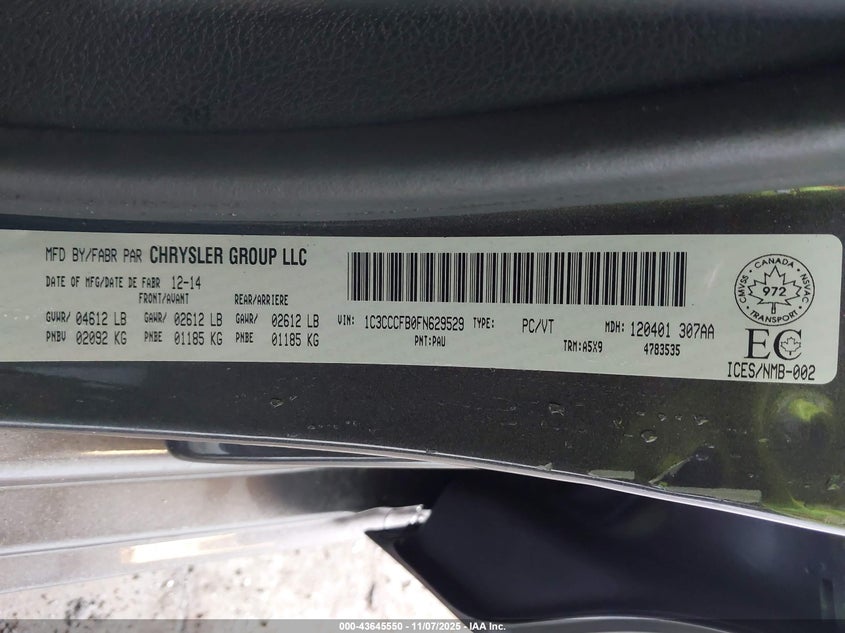 MFD BY/FABR PAR CHRYSLER GROUP LLC
DATE OF MFG/DATE DE FABR 12-14
FRONT/AVANT REAR/ARRIERE
GVWR/ 04612 LB GAWR/ 02612 LB GAWR/ 02612 LB
PNBV 02092 KG PNBE 01185 KG PNBE 01185 KG
VIN: 1C3CCCFB0FN629529 TYPE: PC/VT MDH: 120401 307AA
PNT:PAU TRM:A5X9 4783535
CMVSS • CANADA • NSVAC
972
TRANSPORT
EC
ICES/NMB-002
000-43645550 — 11/07/2025 — IAA Inc.